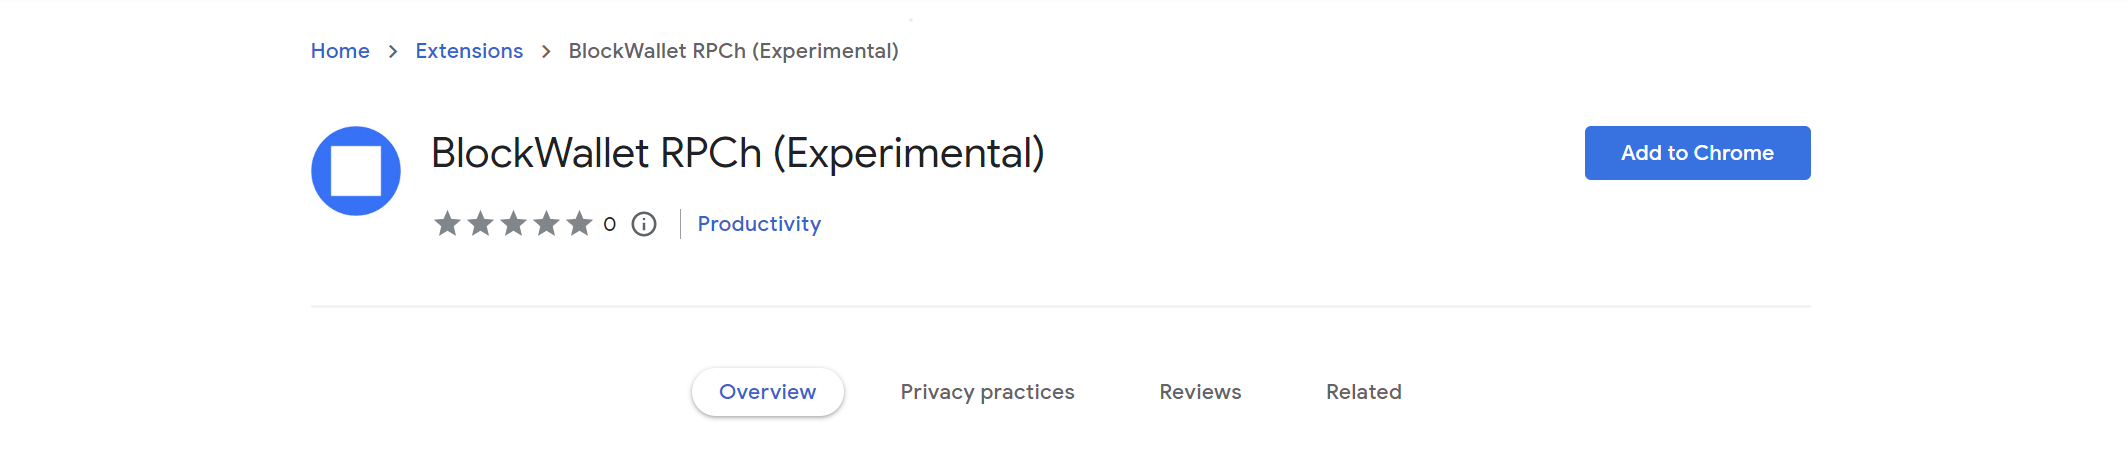 Home > Extensions > BlockWallet RPCh (Experimental)
BlockWallet RPCh (Experimental)
Add to Chrome
0 Productivity
Overview Privacy practices Reviews Related